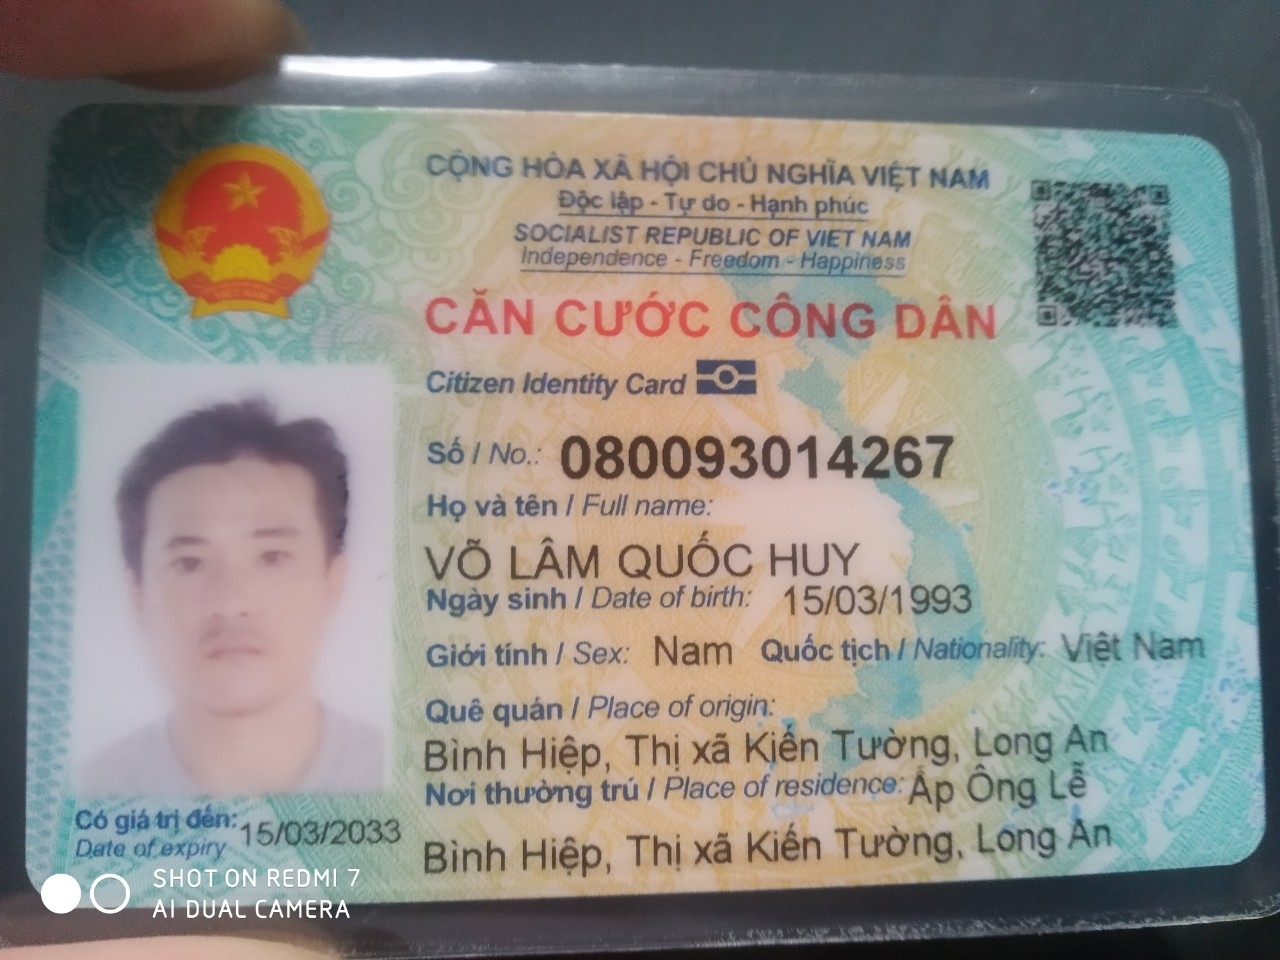 CỘNG HÒA XÃ HỘI CHỦ NGHĨA VIỆT NAM
Độc lập - Tự do - Hạnh phúc
SOCIALIST REPUBLIC OF VIET NAM
Independence - Freedom - Happiness
CĂN CƯỚC CÔNG DÂN
Citizen Identity Card
Số / No.: 080093014267
Họ và tên / Full name:
VÕ LÂM QUỐC HUY
Ngày sinh / Date of birth: 15/03/1993
Giới tính / Sex: Nam Quốc tịch / Nationality: Việt Nam
Quê quán / Place of origin:
Bình Hiệp, Thị xã Kiến Tường, Long An
Nơi thường trú / Place of residence: Ấp Ông Lễ
Bình Hiệp, Thị xã Kiến Tường, Long An
Có giá trị đến: 15/03/2033
Date of expiry
SHOT ON REDMI 7
AI DUAL CAMERA